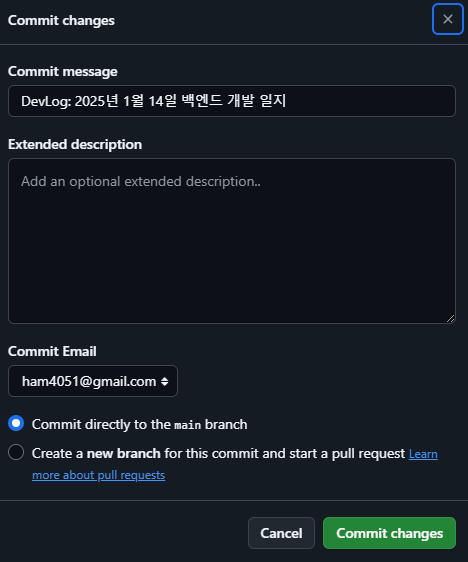 Commit changes
Commit message
DevLog: 2025년 1월 14일 백엔드 개발 일지
Extended description
Add an optional extended description..
Commit Email
ham4051@gmail.com
Commit directly to the main branch
Create a new branch for this commit and start a pull request Learn
more about pull requests
Cancel
Commit changes